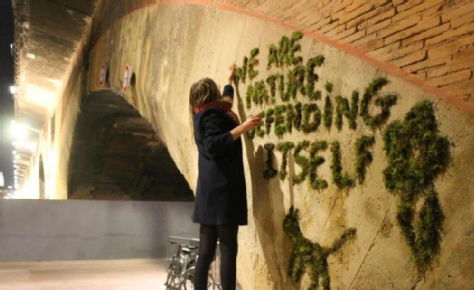 WE ARE
NATURE.
DEFENDING
ITSELF